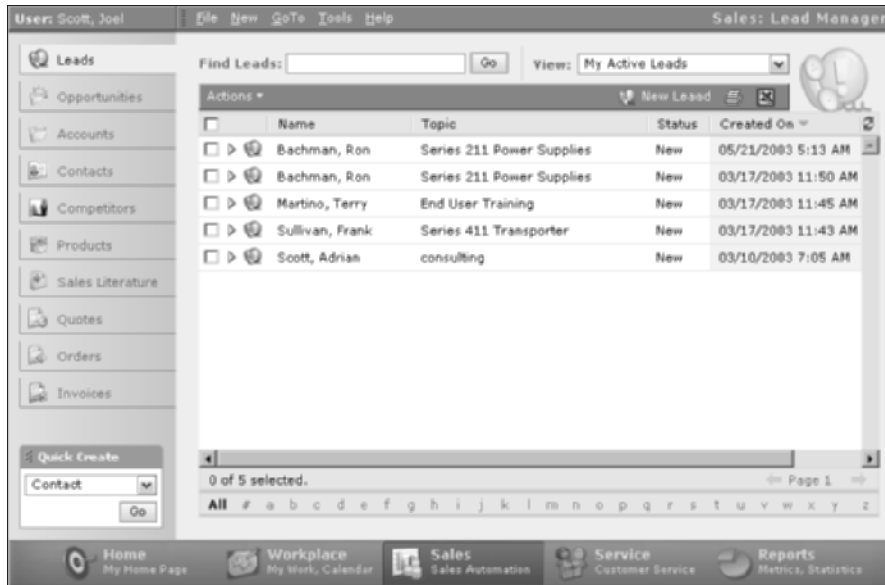 User: Scott, Joel
File New GoTo Tools Help
Sales: Lead Manager
Leads
Opportunities
Accounts
Contacts
Competitors
Products
Sales Literature
Quotes
Orders
Invoices
Quick Create
Contact
Go
Find Leads:
Go
View: My Active Leads
Actions
New Leaad
Name Topic Status Created On
Bachman, Ron Series 211 Power Supplies New 05/21/2003 5:13 AM
Bachman, Ron Series 211 Power Supplies New 03/17/2003 11:50 AM
Martino, Terry End User Training New 03/17/2003 11:45 AM
Sullivan, Frank Series 411 Transporter New 03/17/2003 11:43 AM
Scott, Adrian consulting New 03/10/2003 7:05 AM
0 of 5 selected.
Page 1
All # a b c d e f g h i j k l m n o p q r s t u v w x y z
Home
My Home Page
Workplace
My Work, Calendar
Sales
Sales Automation
Service
Customer Service
Reports
Metrics, Statistics